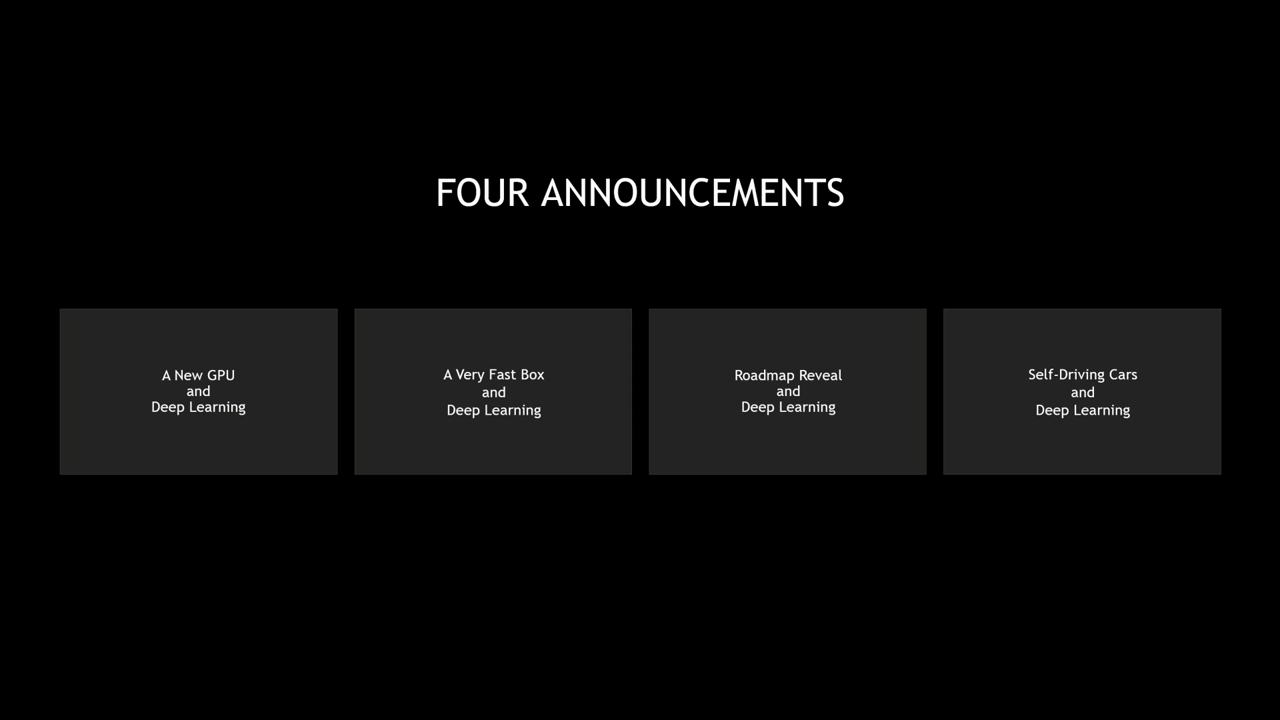 FOUR ANNOUNCEMENTS
A New GPU
and
Deep Learning
A Very Fast Box
and
Deep Learning
Roadmap Reveal
and
Deep Learning
Self-Driving Cars
and
Deep Learning